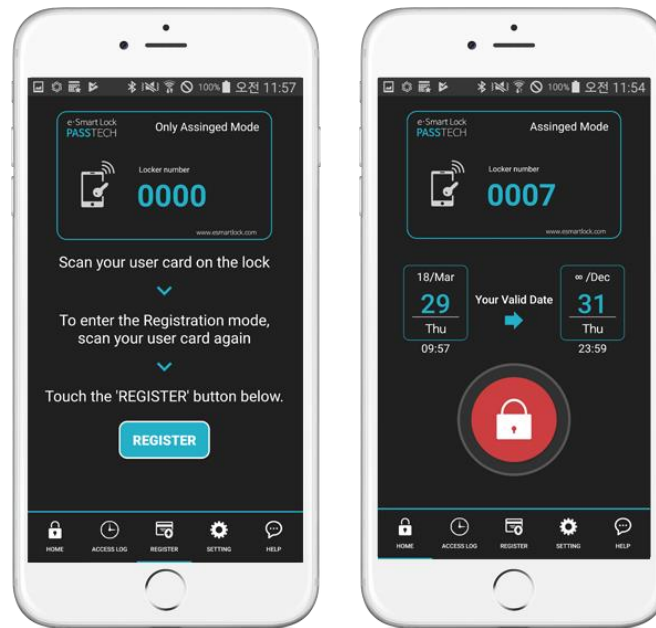 100% 오전 11:57
e-Smart Lock
PASSTECH
Only Assinged Mode
Locker number
0000
www.esmartlock.com
Scan your user card on the lock
To enter the Registration mode,
scan your user card again
Touch the 'REGISTER' button below.
REGISTER
HOME
ACCESS LOG
REGISTER
SETTING
HELP
100% 오전 11:54
e-Smart Lock
PASSTECH
Assinged Mode
Locker number
0007
www.esmartlock.com
18/Mar
29
Thu
09:57
Your Valid Date
∞ /Dec
31
Thu
23:59
HOME
ACCESS LOG
REGISTER
SETTING
HELP